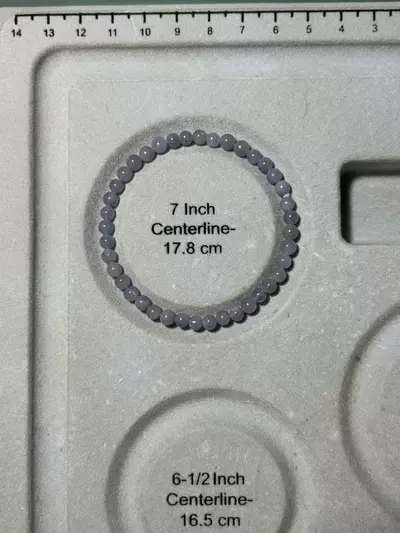 14 13 12 11 10 9 8 7 6 5 4 3
7 Inch
Centerline-
17.8 cm
6-1/2 Inch
Centerline-
16.5 cm